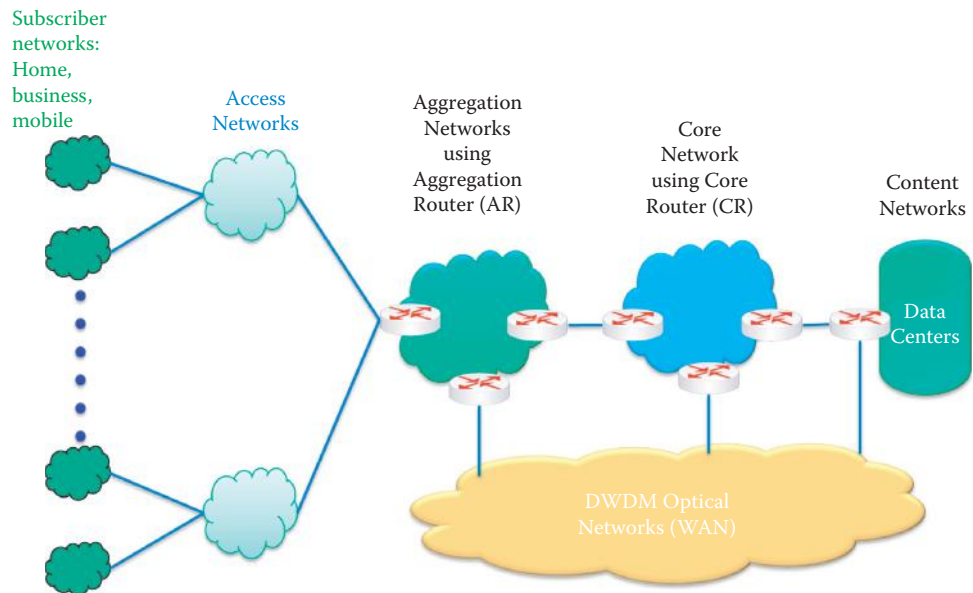 Subscriber
networks:
Home,
business,
mobile
Access
Networks
Aggregation
Networks
using
Aggregation
Router (AR)
Core
Network
using Core
Router (CR)
Content
Networks
Data
Centers
DWDM Optical
Networks (WAN)